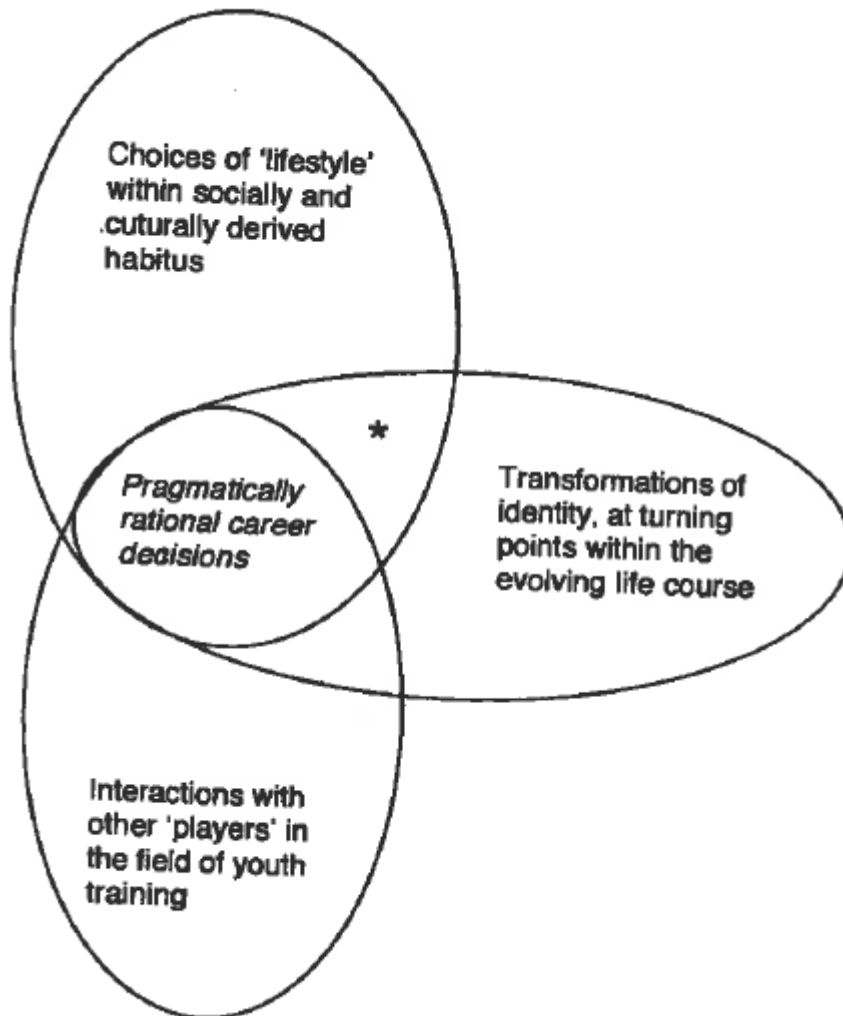 Choices of 'lifestyle'
within socially and
cuturally derived
habitus
*
Pragmatically
rational career
decisions
Transformations of
identity, at turning
points within the
evolving life course
Interactions with
other 'players' in
the field of youth
training